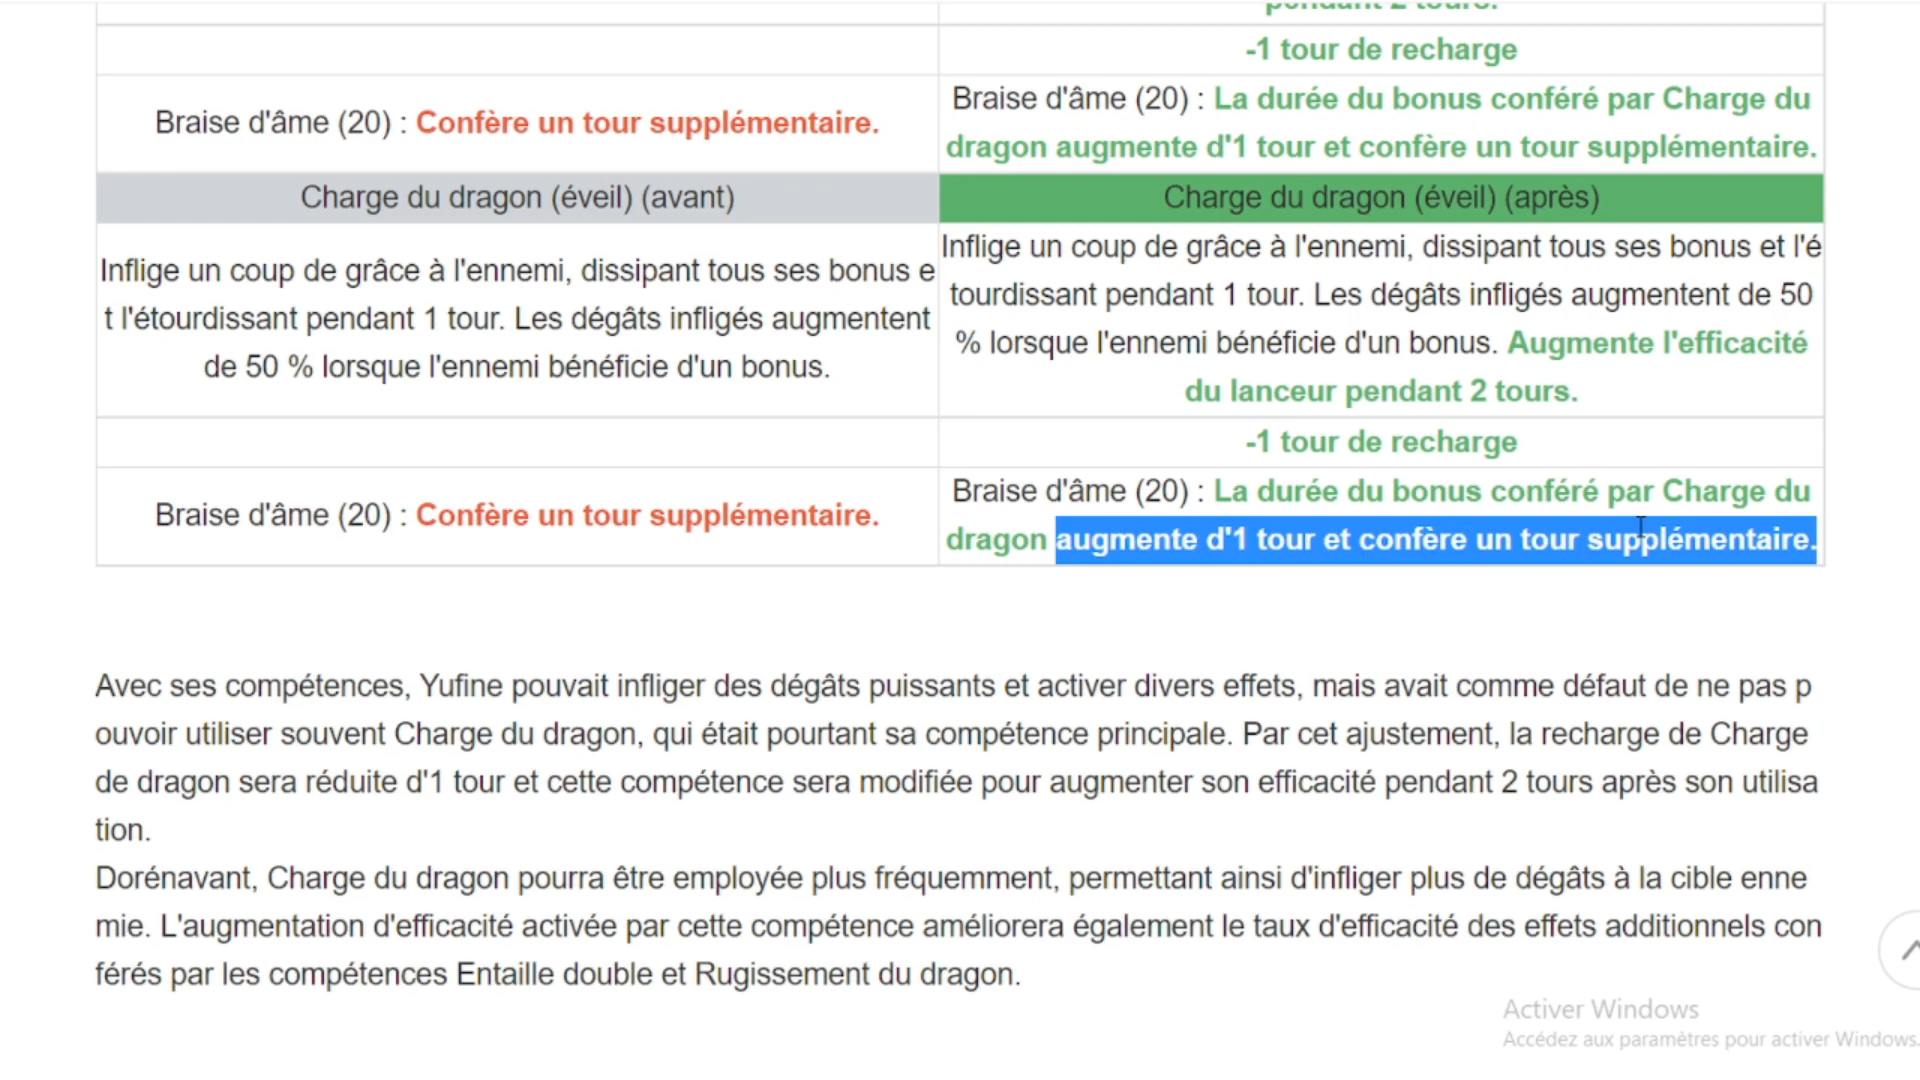 pendant 2 tours.
-1 tour de recharge
Braise d'âme (20) : Confère un tour supplémentaire.
Braise d'âme (20) : La durée du bonus conféré par Charge du
dragon augmente d'1 tour et confère un tour supplémentaire.
Charge du dragon (éveil) (avant)
Charge du dragon (éveil) (après)
Inflige un coup de grâce à l'ennemi, dissipant tous ses bonus e
t l'étourdissant pendant 1 tour. Les dégâts infligés augmentent
de 50 % lorsque l'ennemi bénéficie d'un bonus.
Inflige un coup de grâce à l'ennemi, dissipant tous ses bonus et l'é
tourdissant pendant 1 tour. Les dégâts infligés augmentent de 50
% lorsque l'ennemi bénéficie d'un bonus. Augmente l'efficacité
du lanceur pendant 2 tours.
-1 tour de recharge
Braise d'âme (20) : Confère un tour supplémentaire.
Braise d'âme (20) : La durée du bonus conféré par Charge du
dragon augmente d'1 tour et confère un tour supplémentaire.
Avec ses compétences, Yufine pouvait infliger des dégâts puissants et activer divers effets, mais avait comme défaut de ne pas p
ouvoir utiliser souvent Charge du dragon, qui était pourtant sa compétence principale. Par cet ajustement, la recharge de Charge
de dragon sera réduite d'1 tour et cette compétence sera modifiée pour augmenter son efficacité pendant 2 tours après son utilisa
tion.
Dorénavant, Charge du dragon pourra être employée plus fréquemment, permettant ainsi d'infliger plus de dégâts à la cible enne
mie. L'augmentation d'efficacité activée par cette compétence améliorera également le taux d'efficacité des effets additionnels con
férés par les compétences Entaille double et Rugissement du dragon.
Activer Windows
Accédez aux paramètres pour activer Windows.